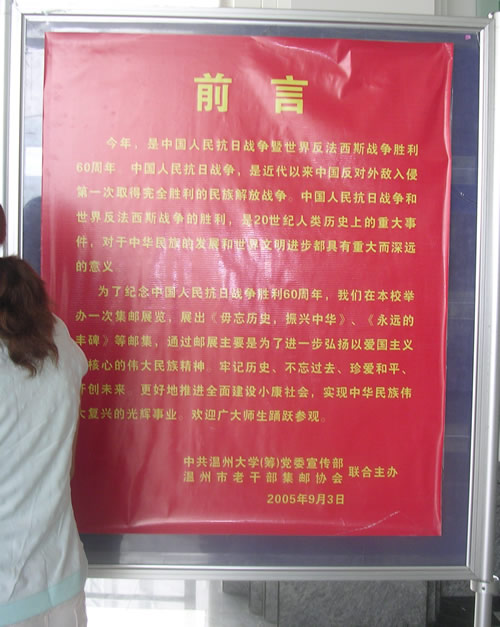 前言
今年，是中国人民抗日战争暨世界反法西斯战争胜利
60周年。中国人民抗日战争，是近代以来中国反对外敌入侵
第一次取得完全胜利的民族解放战争。中国人民抗日战争和
世界反法西斯战争的胜利，是20世纪人类历史上的重大事
件，对于中华民族的发展和世界文明进步都具有重大而深远
的意义
为了纪念中国人民抗日战争胜利60周年，我们在本校举
办一次集邮展览，展出《毋忘历史，振兴中华》、《永远的
丰碑》等邮集，通过邮展主要是为了进一步弘扬以爱国主义
核心的伟大民族精神。牢记历史、不忘过去、珍爱和平、
开创未来。更好地推进全面建设小康社会，实现中华民族伟
大复兴的光辉事业。欢迎广大师生踊跃参观。
中共温州大学(筹)党委宣传部
温州市老干部集邮协会 联合主办
2005年9月3日